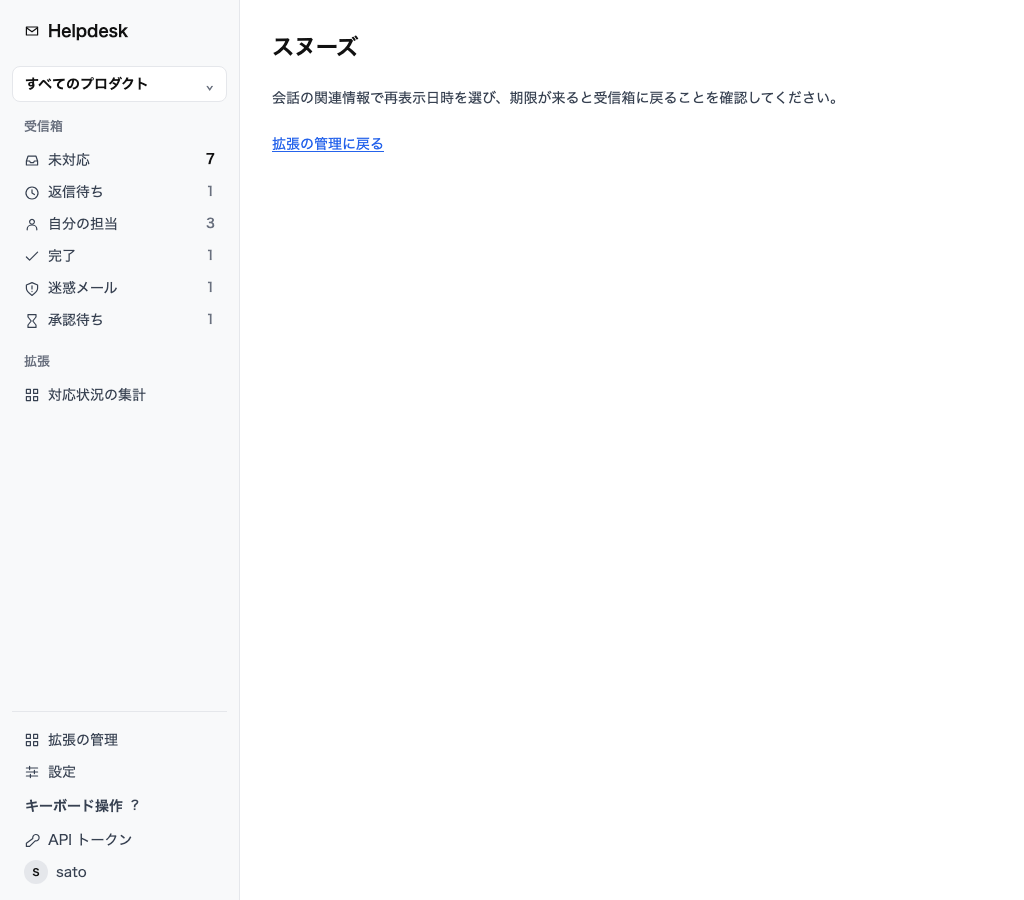 Helpdesk
すべてのプロダクト
受信箱
未対応 7
返信待ち 1
自分の担当 3
完了 1
迷惑メール 1
承認待ち 1
拡張
対応状況の集計
拡張の管理
設定
キーボード操作 ?
API トークン
S sato
スヌーズ
会話の関連情報で再表示日時を選び、期限が来ると受信箱に戻ることを確認してください。
拡張の管理に戻る